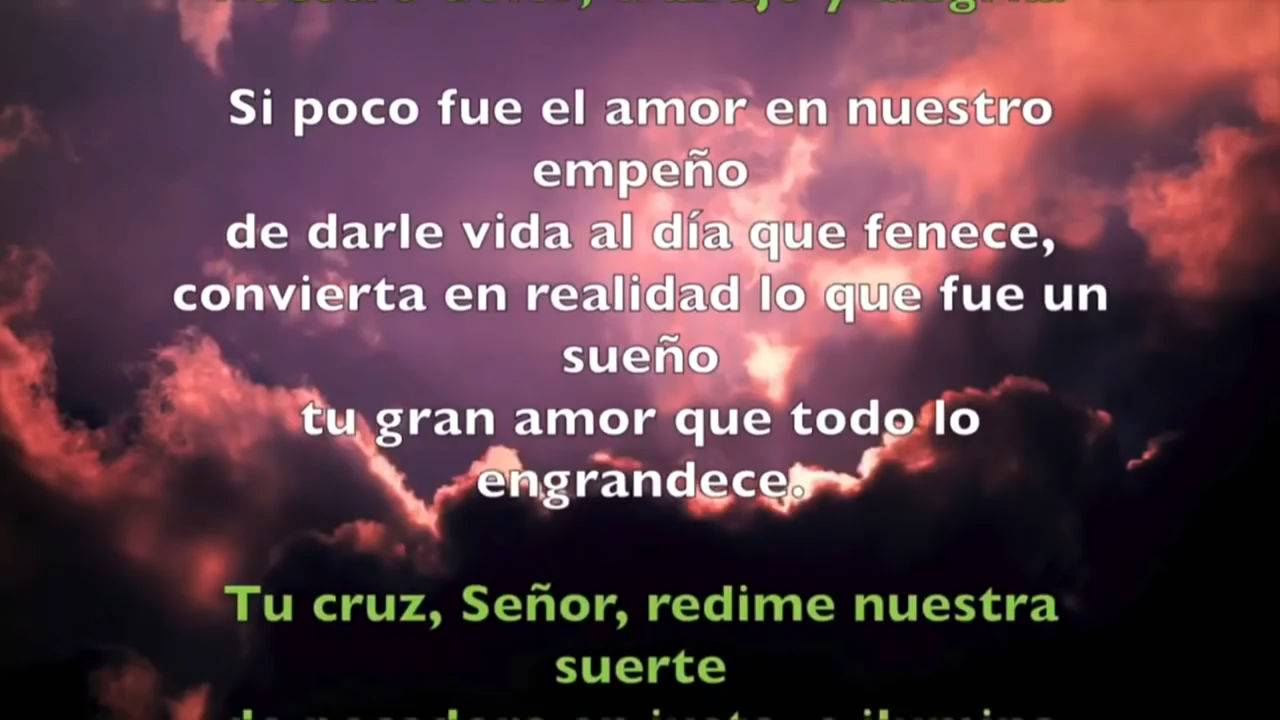 Si poco fue el amor en nuestro
empeño
de darle vida al día que fenece,
convierta en realidad lo que fue un
sueño
tu gran amor que todo lo
engrandece.
Tu cruz, Señor, redime nuestra
suerte